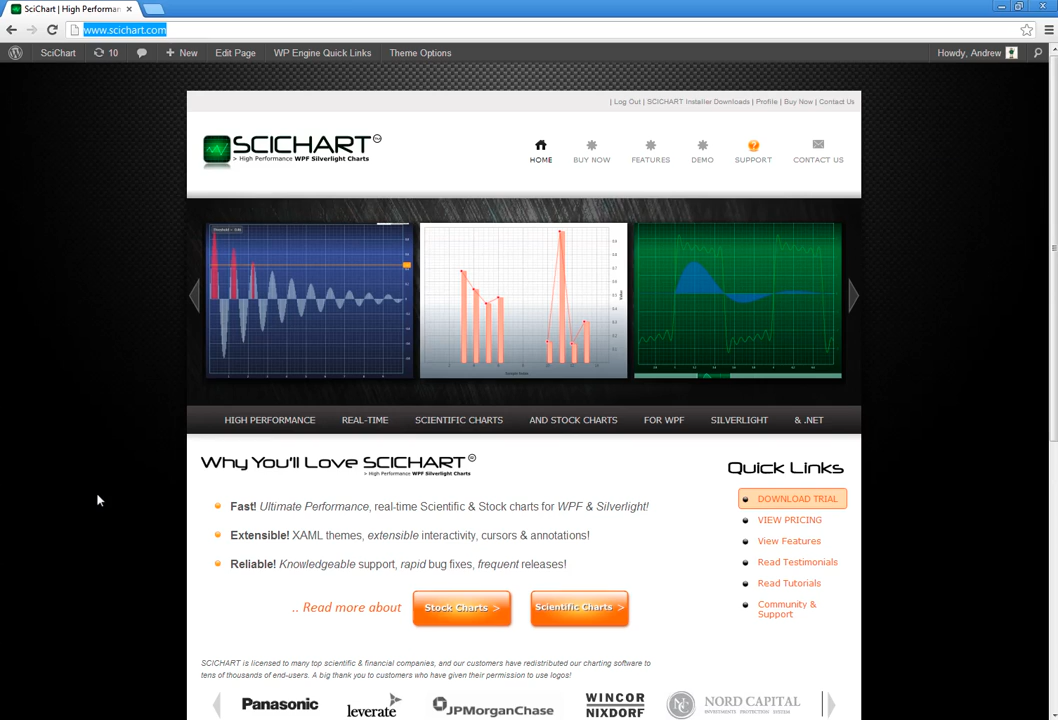 SciChart | High Performan
www.scichart.com
SciChart 10 New Edit Page WP Engine Quick Links Theme Options Howdy, Andrew
| Log Out | SCICHART Installer Downloads | Profile | Buy Now | Contact Us
SCICHART
> High Performance WPF Silverlight Charts
HOME BUY NOW FEATURES DEMO SUPPORT CONTACT US
HIGH PERFORMANCE REAL-TIME SCIENTIFIC CHARTS AND STOCK CHARTS FOR WPF SILVERLIGHT & .NET
Why You'll Love SCICHART
> High Performance WPF Silverlight Charts
Fast! Ultimate Performance, real-time Scientific & Stock charts for WPF & Silverlight!
Extensible! XAML themes, extensible interactivity, cursors & annotations!
Reliable! Knowledgeable support, rapid bug fixes, frequent releases!
.. Read more about Stock Charts > Scientific Charts >
Quick Links
DOWNLOAD TRIAL
VIEW PRICING
View Features
Read Testimonials
Read Tutorials
Community &
Support
SCICHART is licensed to many top scientific & financial companies, and our customers have redistributed our charting software to
tens of thousands of end-users. A big thank you to customers who have given their permission to use logos!
Panasonic leverate JPMorganChase WINCOR
NIXDORF
NORD CAPITAL
INVESTMENTS PROTECTION SYSTEM